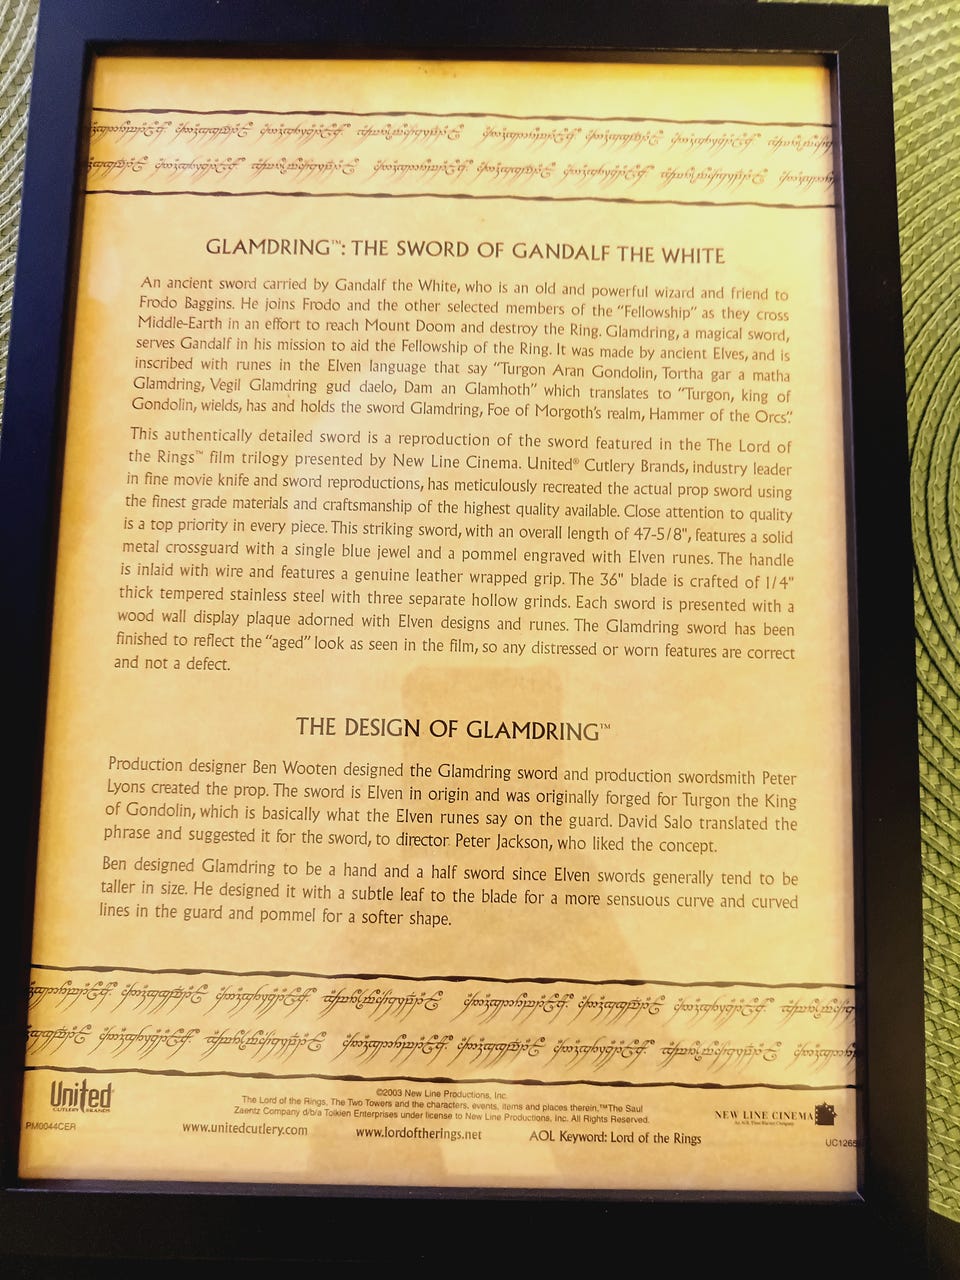 GLAMDRING™: THE SWORD OF GANDALF THE WHITE
An ancient sword carried by Gandalf the White, who is an old and powerful wizard and friend to
Frodo Baggins. He joins Frodo and the other selected members of the "Fellowship" as they cross
Middle-Earth in an effort to reach Mount Doom and destroy the Ring. Glamdring, a magical sword,
serves Gandalf in his mission to aid the Fellowship of the Ring. It was made by ancient Elves, and is
inscribed with runes in the Elven language that say "Turgon Aran Gondolin, Tortha gar a matha
Glamdring, Vegil Glamdring gud daelo, Dam an Glamhoth" which translates to "Turgon, king of
Gondolin, wields, has and holds the sword Glamdring, Foe of Morgoth's realm, Hammer of the Orcs."
This authentically detailed sword is a reproduction of the sword featured in the The Lord of
the Rings™ film trilogy presented by New Line Cinema. United® Cutlery Brands, industry leader
in fine movie knife and sword reproductions, has meticulously recreated the actual prop sword using
the finest grade materials and craftsmanship of the highest quality available. Close attention to quality
is a top priority in every piece. This striking sword, with an overall length of 47-5/8", features a solid
metal crossguard with a single blue jewel and a pommel engraved with Elven runes. The handle
is inlaid with wire and features a genuine leather wrapped grip. The 36" blade is crafted of 1/4"
thick tempered stainless steel with three separate hollow grinds. Each sword is presented with a
wood wall display plaque adorned with Elven designs and runes. The Glamdring sword has been
finished to reflect the "aged" look as seen in the film, so any distressed or worn features are correct
and not a defect.
THE DESIGN OF GLAMDRING™
Production designer Ben Wooten designed the Glamdring sword and production swordsmith Peter
Lyons created the prop. The sword is Elven in origin and was originally forged for Turgon the King
of Gondolin, which is basically what the Elven runes say on the guard. David Salo translated the
phrase and suggested it for the sword, to director Peter Jackson, who liked the concept.
Ben designed Glamdring to be a hand and a half sword since Elven swords generally tend to be
taller in size. He designed it with a subtle leaf to the blade for a more sensuous curve and curved
lines in the guard and pommel for a softer shape.
United
CUTLERY BRANDS
PM0044CER
©2003 New Line Productions, Inc.
The Lord of the Rings, The Two Towers and the characters, events, items and places therein,™The Saul
Zaentz Company d/b/a Tolkien Enterprises under license to New Line Productions, Inc. All Rights Reserved.
www.unitedcutlery.com www.lordoftherings.net AOL Keyword: Lord of the Rings
NEW LINE CINEMA
An AOL Time Warner Company